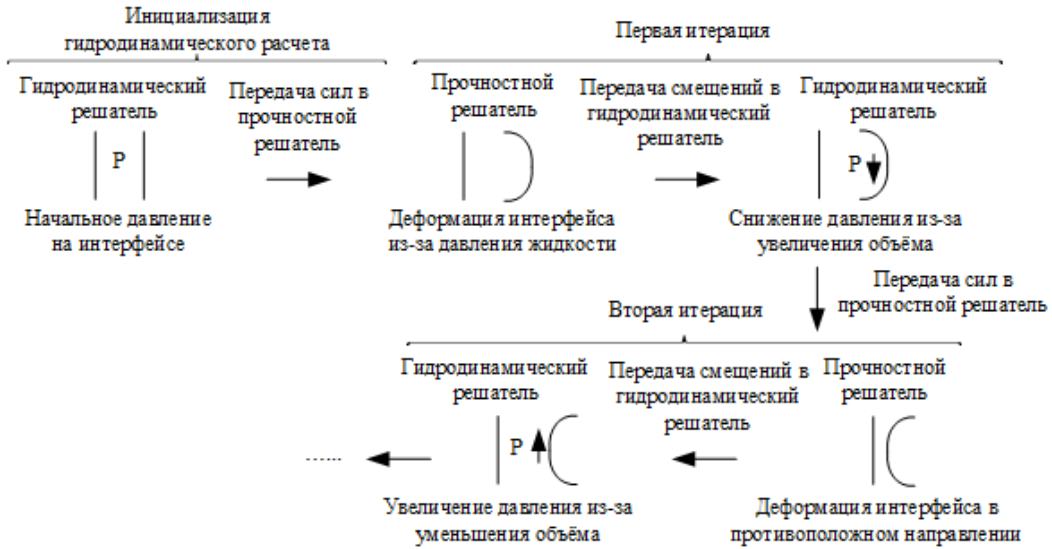 Инициализация
гидродинамического расчета
Гидродинамический
решатель
P
Начальное давление
на интерфейсе
Передача сил в
прочностной
решатель
Первая итерация
Прочностной
решатель
Деформация интерфейса
из-за давления жидкости
Передача смещений в
гидродинамический
решатель
Гидродинамический
решатель
P
Снижение давления из-за
увеличения объёма
Передача сил в
прочностной решатель
Вторая итерация
Прочностной
решатель
Деформация интерфейса в
противоположном направлении
Передача смещений в
гидродинамический
решатель
Гидродинамический
решатель
P
Увеличение давления из-за
уменьшения объёма
......